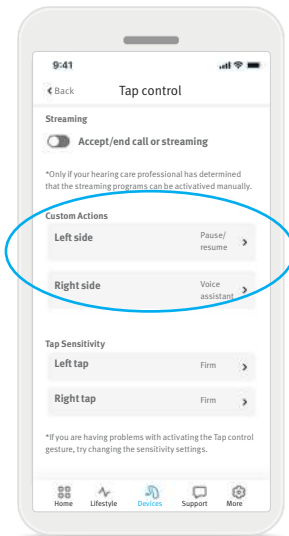 9:41
Back Tap control
Streaming
Accept/end call or streaming
*Only if your hearing care professional has determined
that the streaming programs can be activatived manually.
Custom Actions
Left side Pause/
resume
Right side Voice
assistant
Tap Sensitivity
Left tap Firm
Right tap Firm
*If you are having problems with activating the Tap control
gesture, try changing the sensitivity settings.
Home Lifestyle Devices Support More